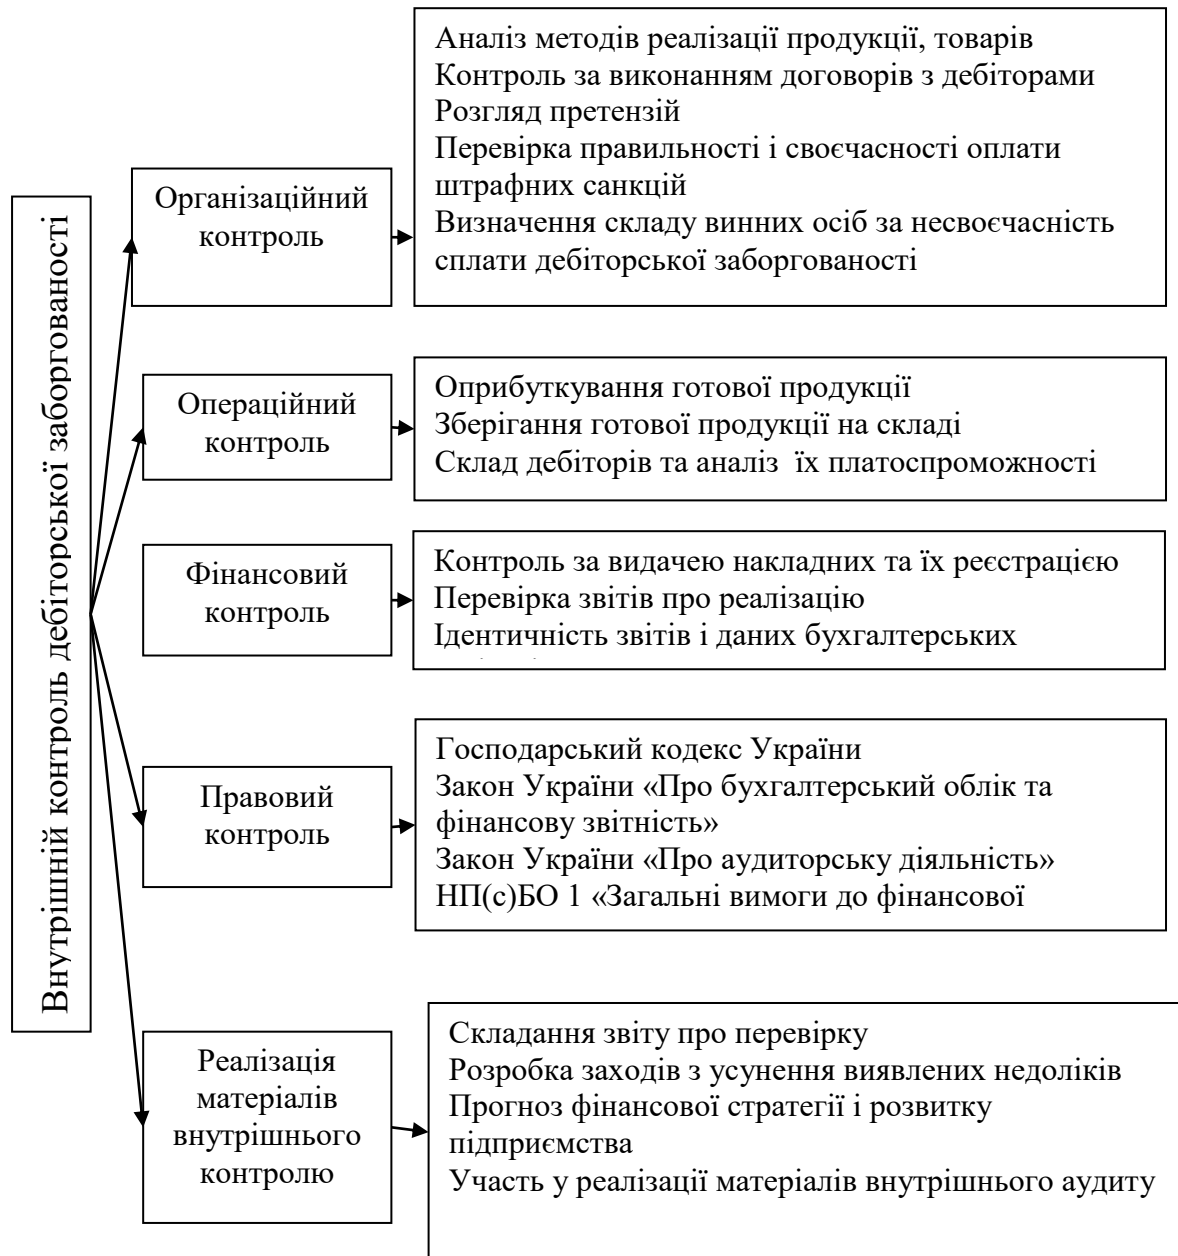 Внутрішній контроль дебіторської заборгованості
Організаційний
контроль
Аналіз методів реалізації продукції, товарів
Контроль за виконанням договорів з дебіторами
Розгляд претензій
Перевірка правильності і своєчасності оплати
штрафних санкцій
Визначення складу винних осіб за несвоєчасність
сплати дебіторської заборгованості
Операційний
контроль
Оприбуткування готової продукції
Зберігання готової продукції на складі
Склад дебіторів та аналіз їх платоспроможності
Фінансовий
контроль
Контроль за видачею накладних та їх реєстрацією
Перевірка звітів про реалізацію
Ідентичність звітів і даних бухгалтерських
Правовий
контроль
Господарський кодекс України
Закон України «Про бухгалтерський облік та
фінансову звітність»
Закон України «Про аудиторську діяльність»
НП(с)БО 1 «Загальні вимоги до фінансової
Реалізація
матеріалів
внутрішнього
контролю
Складання звіту про перевірку
Розробка заходів з усунення виявлених недоліків
Прогноз фінансової стратегії і розвитку
підприємства
Участь у реалізації матеріалів внутрішнього аудиту